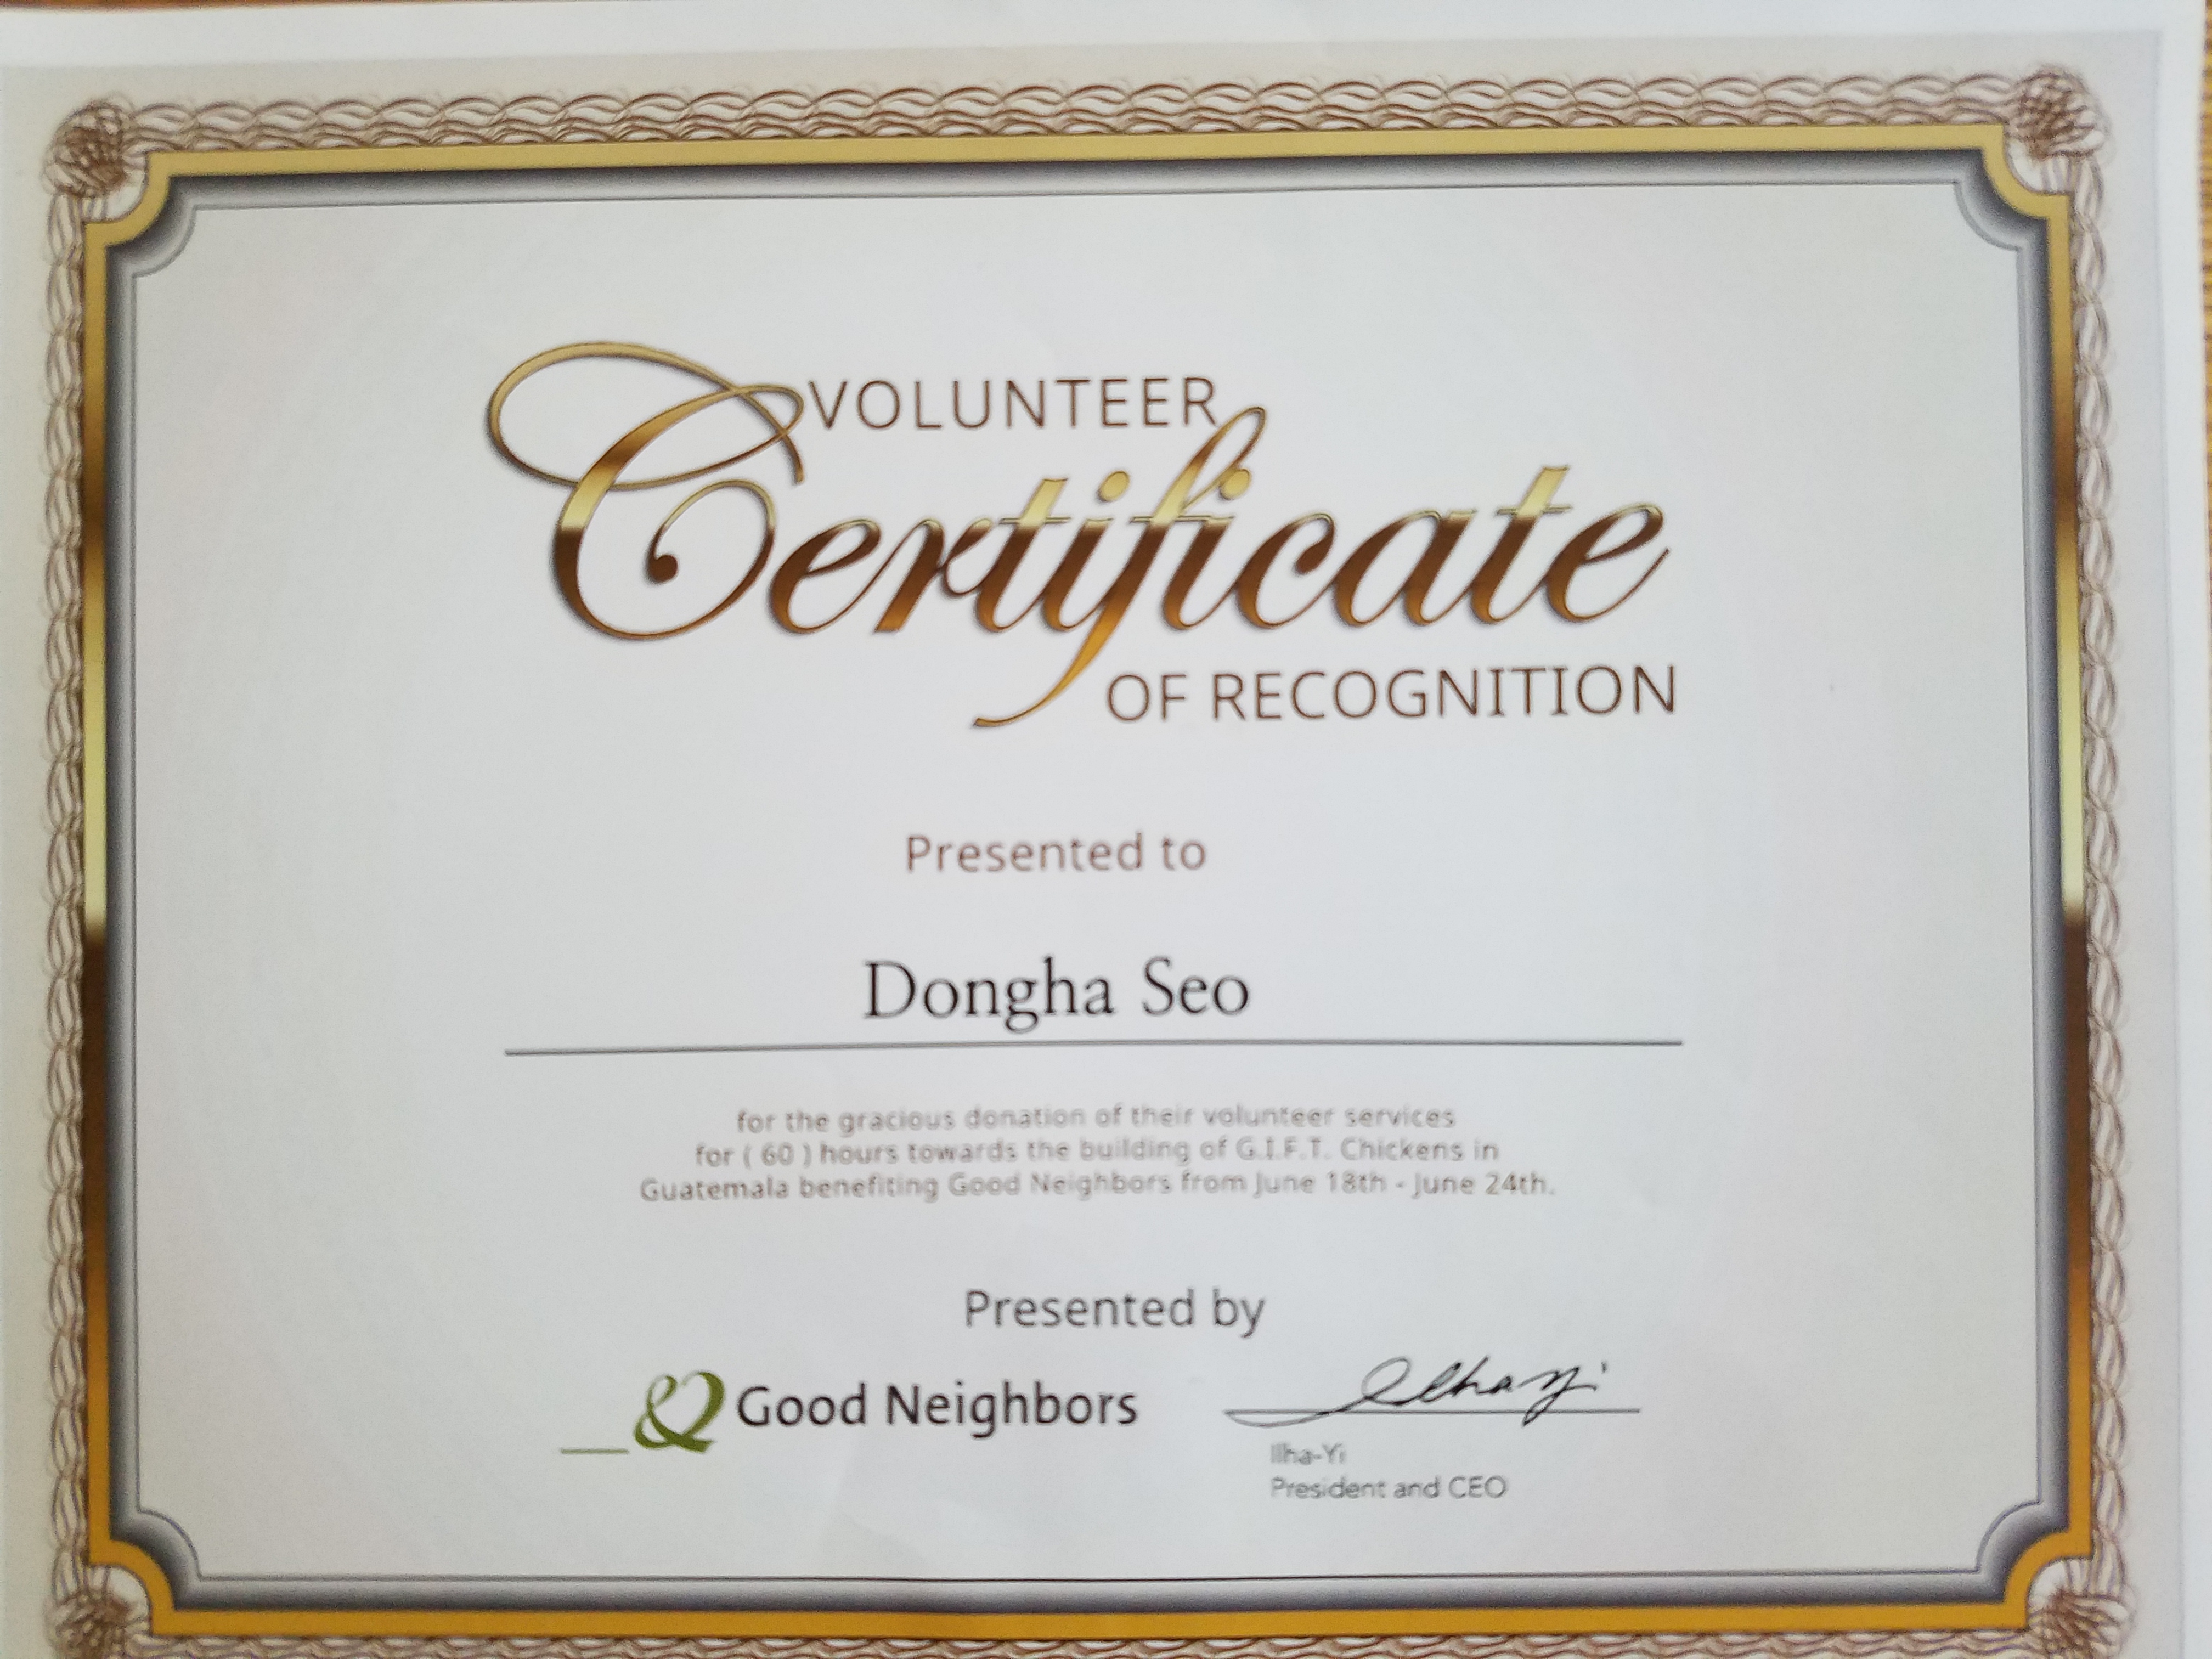 VOLUNTEER
Certificate
OF RECOGNITION
Presented to
Dongha Seo
for the gracious donation of their volunteer services
for ( 60 ) hours towards the building of G.I.F.T. Chickens in
Guatemala benefiting Good Neighbors from June 18th - June 24th.
Presented by
Good Neighbors
Ilha Yi
Ilha-Yi
President and CEO